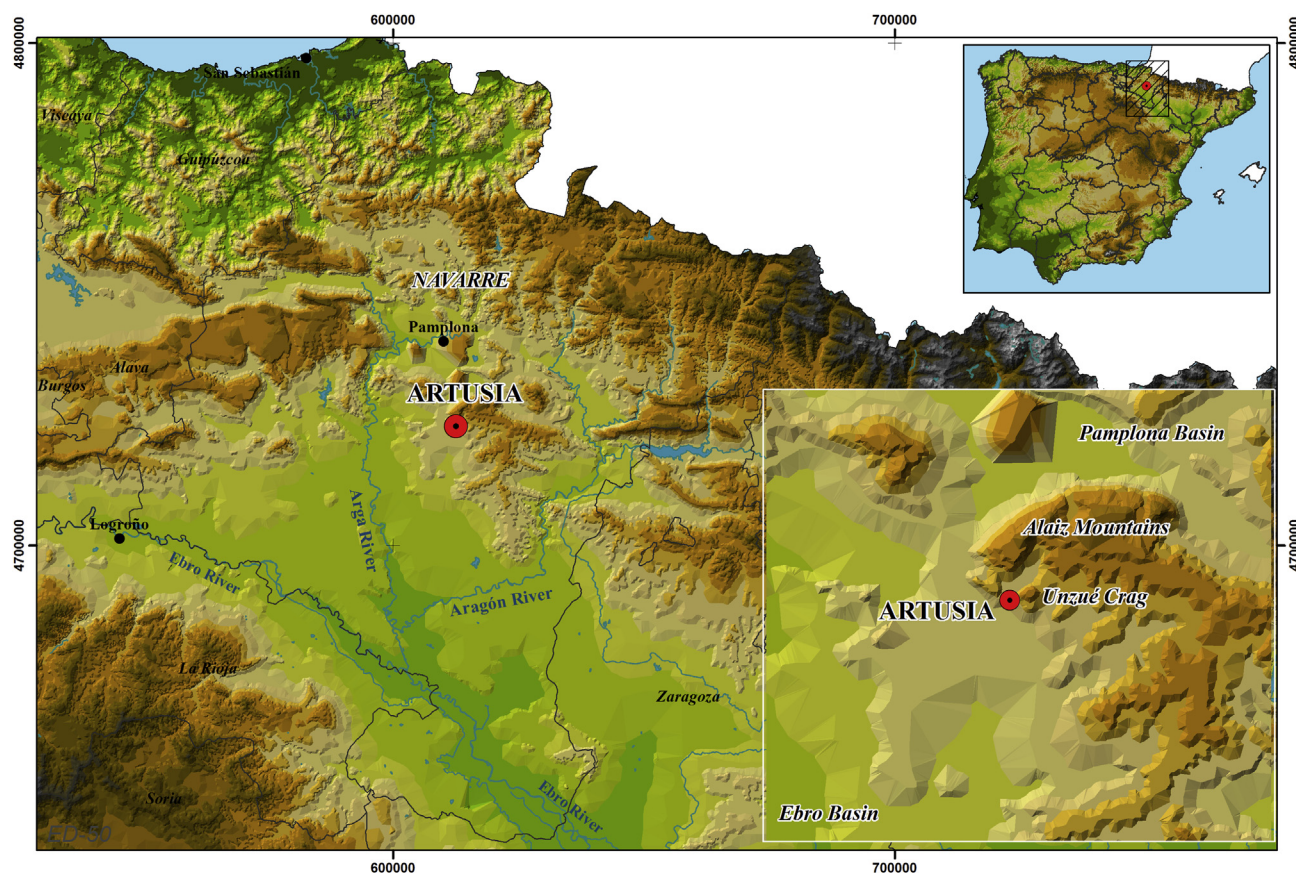 600000
700000
4800000
4800000
San Sebastián
Viscaya
Guipúzcoa
NAVARRE
Pamplona
Alava
Burgos
ARTUSIA
Pamplona Basin
Arga River
Logroño
4700000
4700000
Alaiz Mountains
Ebro River
Unzué Crag
Aragón River
ARTUSIA
La Rioja
Zaragoza
Soria
Ebro River
Ebro Basin
ED-50
600000
700000